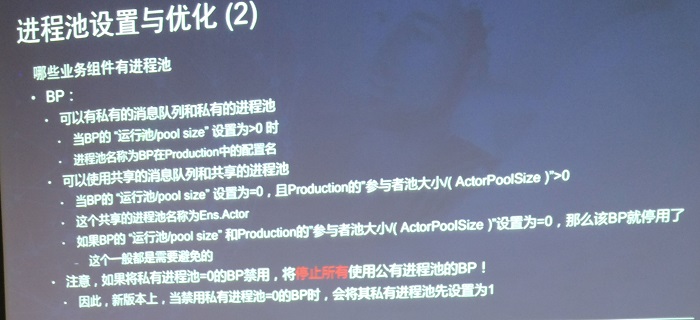 进程池设置与优化 (2)
哪些业务组件有进程池
• BP：
• 可以有私有的消息队列和私有的进程池
• 当BP的 “运行池/pool size” 设置为>0 时
• 进程池名称为BP在Production中的配置名
• 可以使用共享的消息队列和共享的进程池
• 当BP的 “运行池/pool size” 设置为=0，且Production的“参与者池大小/( ActorPoolSize )”>0
• 这个共享的进程池名称为Ens.Actor
• 如果BP的 “运行池/pool size” 和Production的“参与者池大小/( ActorPoolSize )”设置为=0，那么该BP就停用了
- 这个一般都是需要避免的
• 注意，如果将私有进程池=0的BP禁用，将停止所有使用公有进程池的BP！
• 因此，新版本上，当禁用私有进程池=0的BP时，会将其私有进程池先设置为1